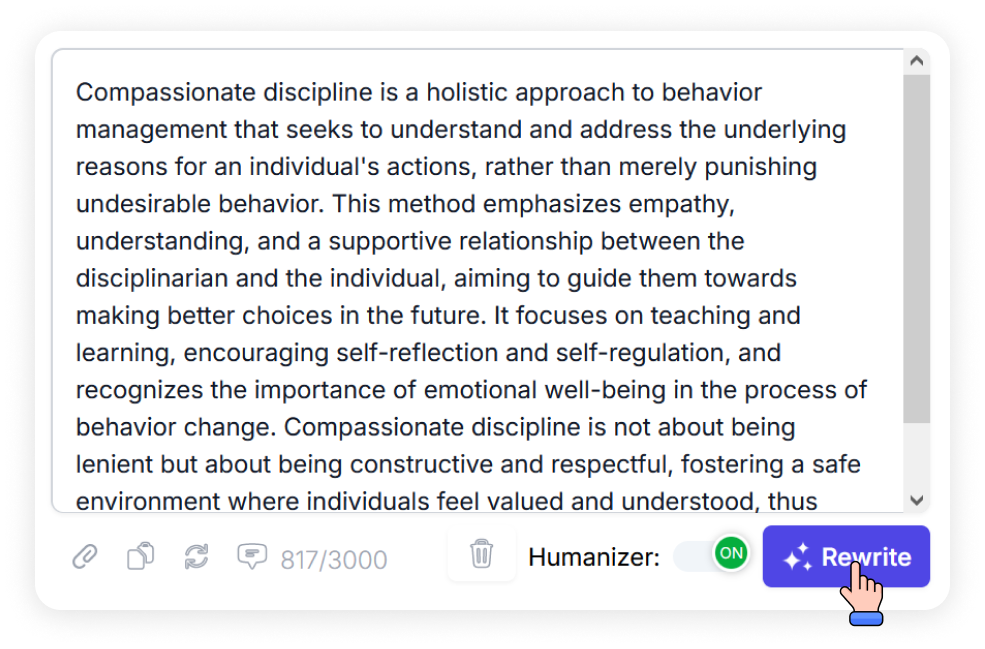 Compassionate discipline is a holistic approach to behavior
management that seeks to understand and address the underlying
reasons for an individual's actions, rather than merely punishing
undesirable behavior. This method emphasizes empathy,
understanding, and a supportive relationship between the
disciplinarian and the individual, aiming to guide them towards
making better choices in the future. It focuses on teaching and
learning, encouraging self-reflection and self-regulation, and
recognizes the importance of emotional well-being in the process of
behavior change. Compassionate discipline is not about being
lenient but about being constructive and respectful, fostering a safe
environment where individuals feel valued and understood, thus
817/3000
Humanizer:
ON
Rewrite